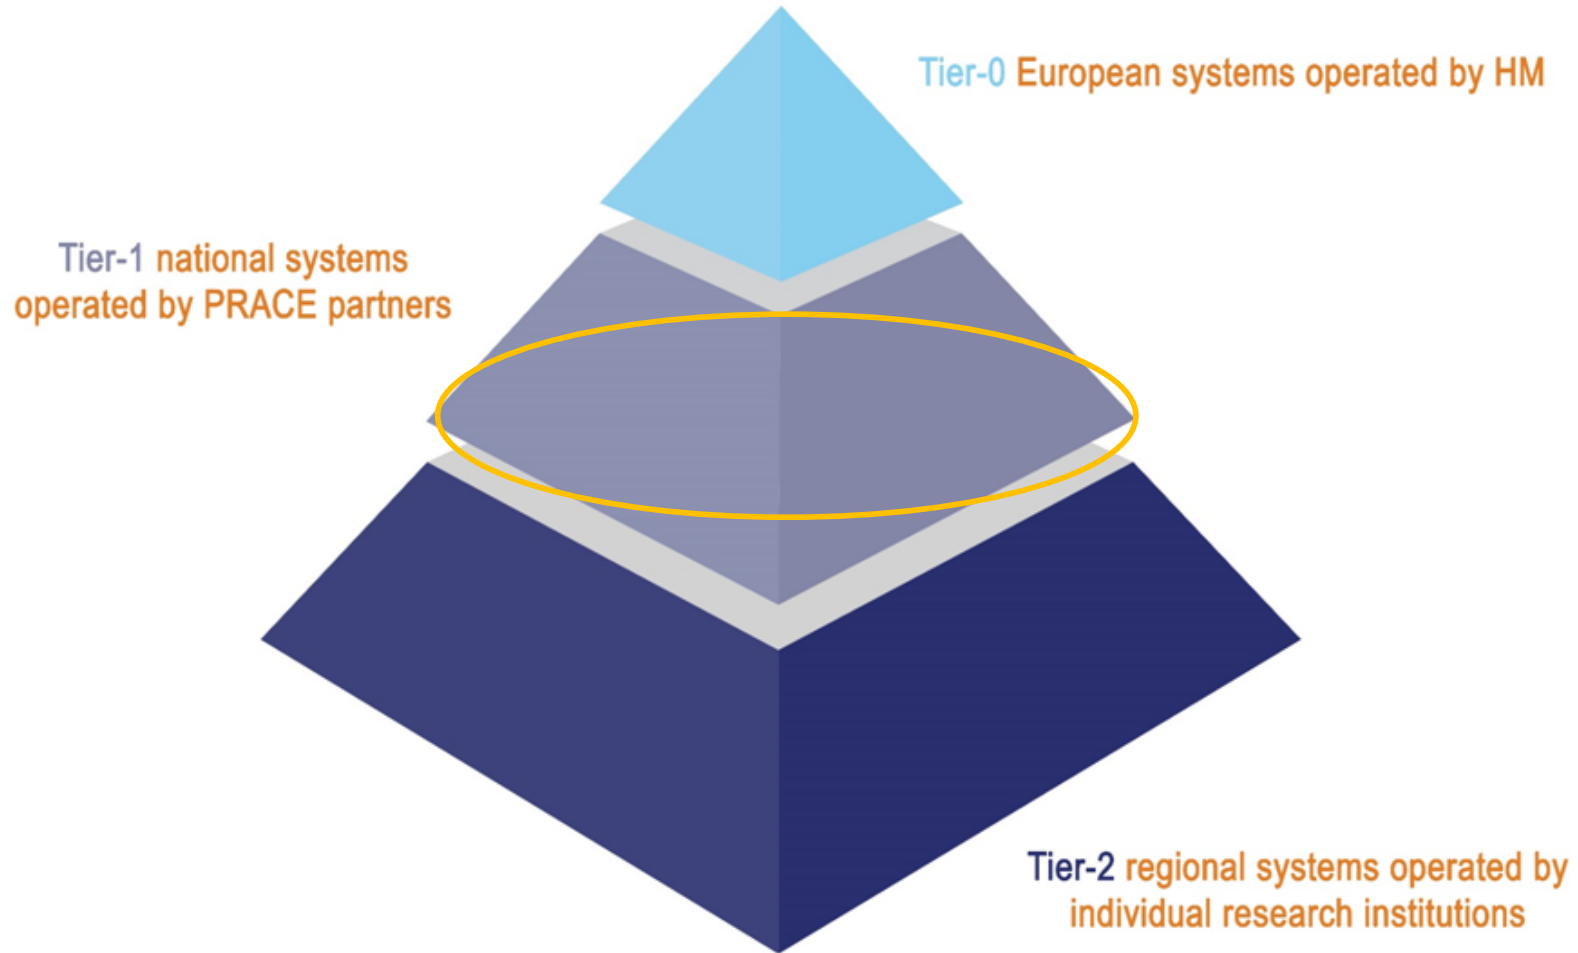 Tier-0 European systems operated by HM
Tier-1 national systems
operated by PRACE partners
Tier-2 regional systems operated by
individual research institutions